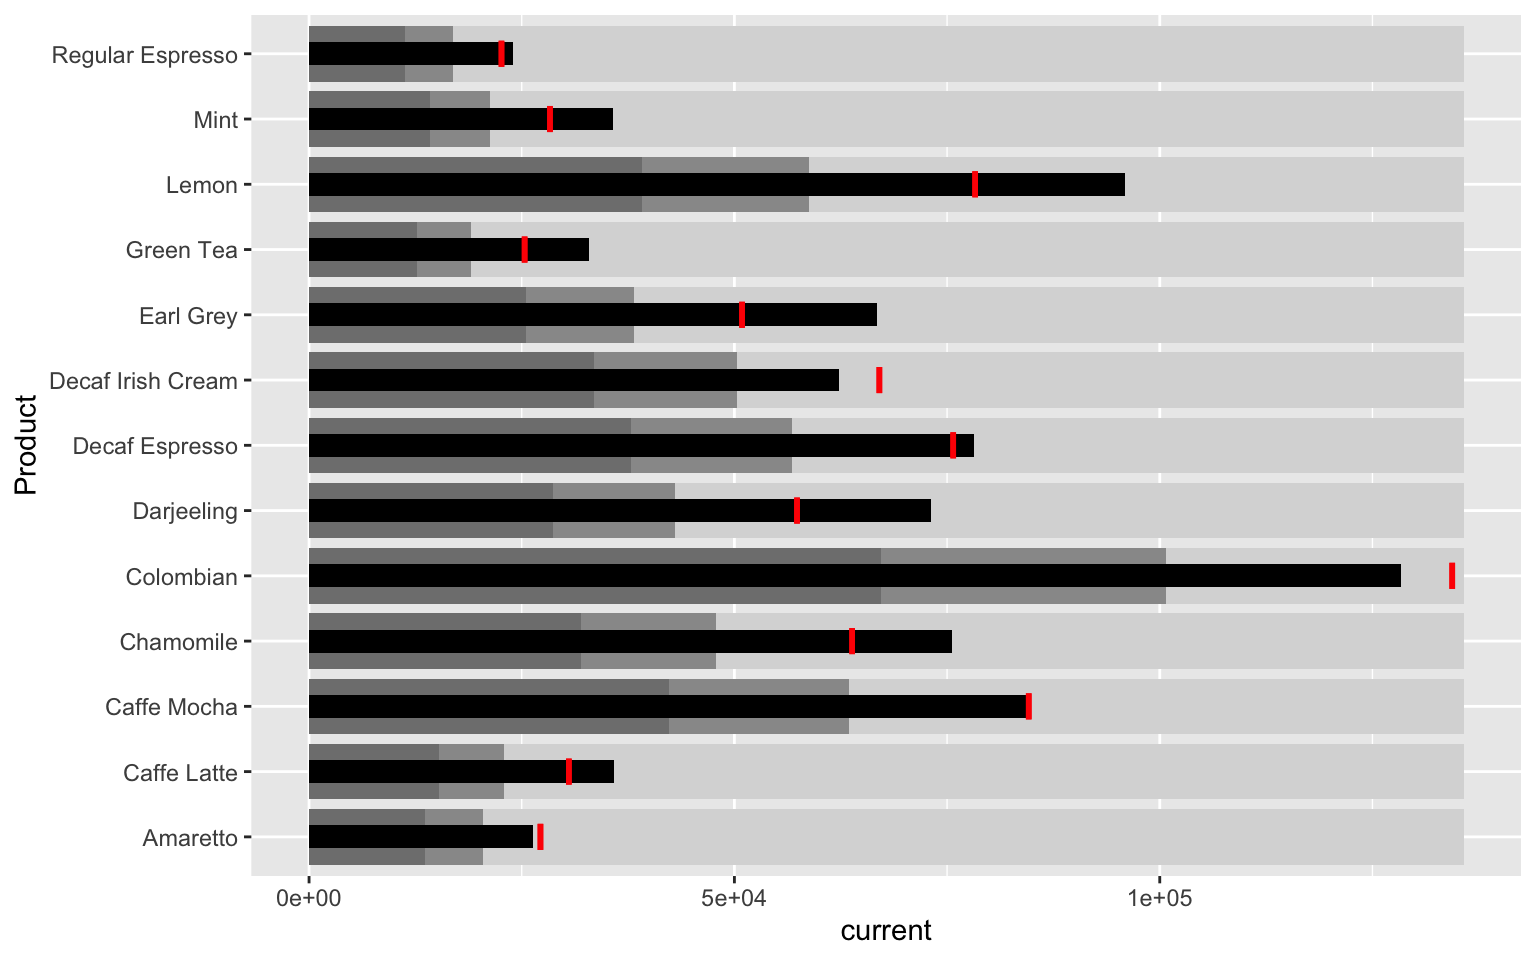 Regular Espresso
Mint
Lemon
Green Tea
Earl Grey
Decaf Irish Cream
Decaf Espresso
Darjeeling
Colombian
Chamomile
Caffe Mocha
Caffe Latte
Amaretto
Product
0e+00 5e+04 1e+05
current